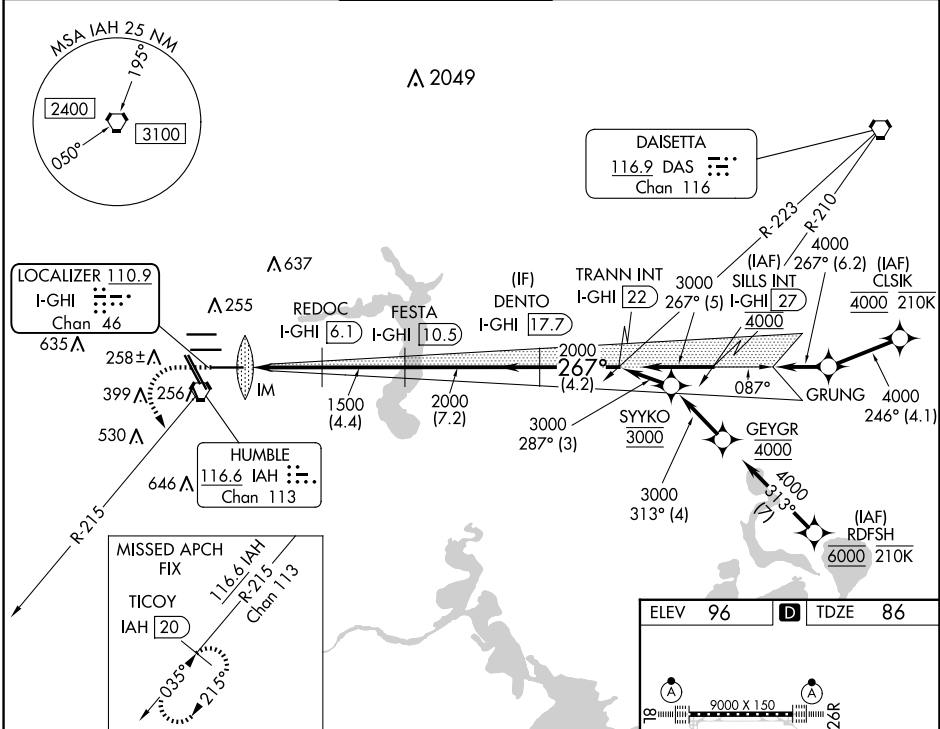 MSA IAH 25 NM
195°
2400
3100
050°
2049
DAISETTA
116.9 DAS
Chan 116
R-223
R-210
LOCALIZER 110.9
I-GHI
Chan 46
637
255
635
258±
399
256
530
646
IM
REDOC
I-GHI 6.1
FESTA
I-GHI 10.5
(IF)
DENTO
I-GHI 17.7
TRANN INT
I-GHI 22
3000
267° (5)
(IAF)
SILLS INT
I-GHI 27
4000
4000
267° (6.2)
(IAF)
CLSIK
4000 210K
1500
(4.4)
2000
(7.2)
2000
267°
(4.2)
087°
GRUNG
4000
246° (4.1)
3000
287° (3)
SYYKO
3000
GEYGR
4000
3000
313° (4)
4000
313°
(7)
(IAF)
RDFSH
6000 210K
HUMBLE
116.6 IAH
Chan 113
R-215
MISSED APCH
FIX
116.6 IAH
R-215
Chan 113
TICOY
IAH 20
035°
215°
ELEV 96 D TDZE 86
A
A
9000 X 150
8L
26R